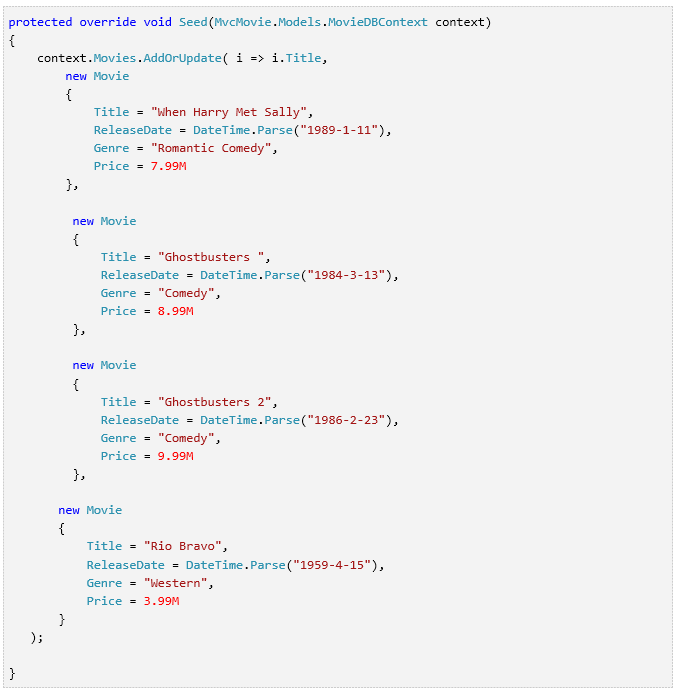 protected override void Seed(MvcMovie.Models.MovieDBContext context)
{
    context.Movies.AddOrUpdate( i => i.Title,
        new Movie
        {
            Title = "When Harry Met Sally",
            ReleaseDate = DateTime.Parse("1989-1-11"),
            Genre = "Romantic Comedy",
            Price = 7.99M
        },

         new Movie
         {
             Title = "Ghostbusters ",
             ReleaseDate = DateTime.Parse("1984-3-13"),
             Genre = "Comedy",
             Price = 8.99M
         },

         new Movie
         {
             Title = "Ghostbusters 2",
             ReleaseDate = DateTime.Parse("1986-2-23"),
             Genre = "Comedy",
             Price = 9.99M
         },

       new Movie
       {
           Title = "Rio Bravo",
           ReleaseDate = DateTime.Parse("1959-4-15"),
           Genre = "Western",
           Price = 3.99M
       }
   );

}